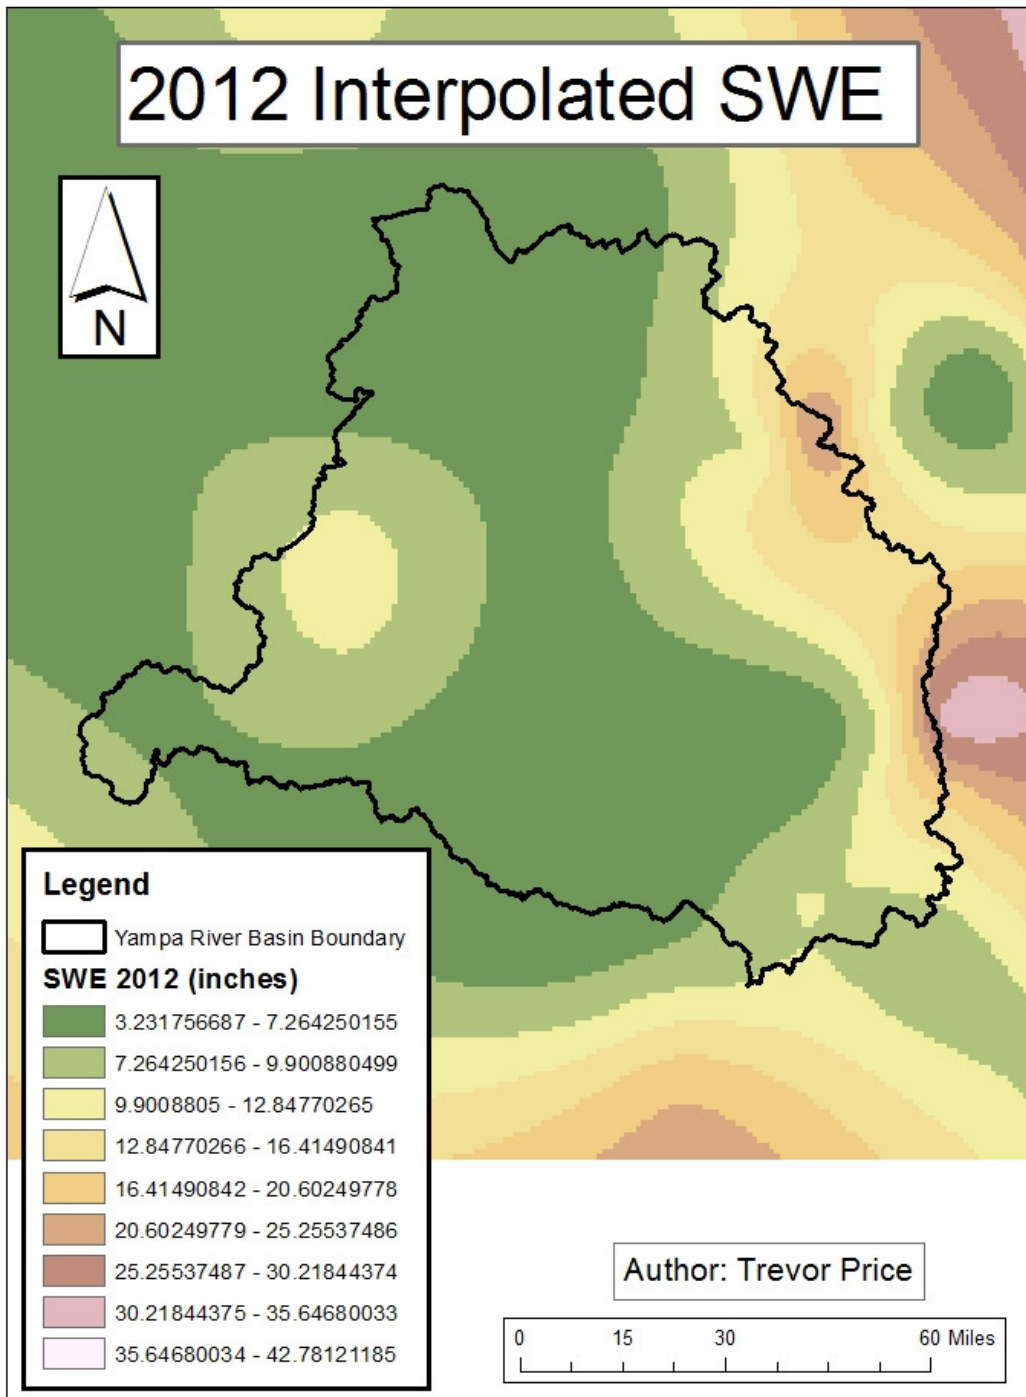 2012 Interpolated SWE
N
Legend
Yampa River Basin Boundary
SWE 2012 (inches)
3.231756687 - 7.264250155
7.264250156 - 9.900880499
9.9008805 - 12.84770265
12.84770266 - 16.41490841
16.41490842 - 20.60249778
20.60249779 - 25.25537486
25.25537487 - 30.21844374
30.21844375 - 35.64680033
35.64680034 - 42.78121185
Author: Trevor Price
0 15 30 60 Miles